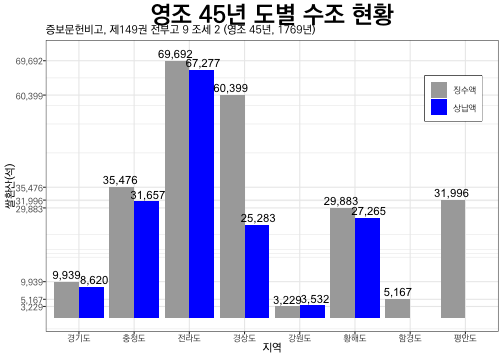 영조 45년 도별 수조 현황
증보문헌비고, 제149권 전부고 9 조세 2 (영조 45년, 1769년)
69,692
60,399
35,476
31,996
29,883
9,939
5,167
3,229
쌀환산(석)
징수액
상납액
9,939
8,620
35,476
31,657
69,692
67,277
60,399
25,283
3,229
3,532
29,883
27,265
5,167
31,996
경기도
충청도
전라도
경상도
강원도
황해도
함경도
평안도
지역